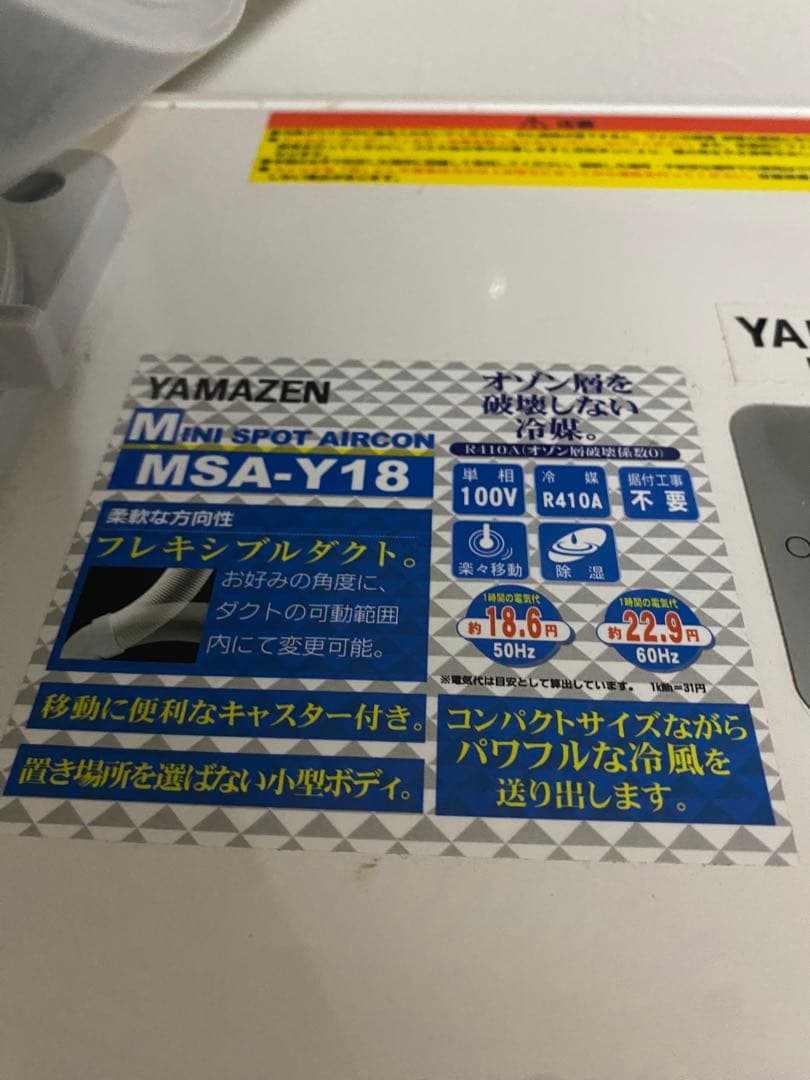 注意
YAMAZEN
MINI SPOT AIRCON
MSA-Y18
オゾン層を
破壊しない
冷媒。
R410A(オゾン層破壊係数0)
単相
100V
冷媒
R410A
据付工事
不要
楽々移動
除湿
柔軟な方向性
フレキシブルダクト。
お好みの角度に、
ダクトの可動範囲
内にて変更可能。
1時間の電気代
約18.6円
50Hz
1時間の電気代
約22.9円
60Hz
※電気代は目安として算出しています。 1kWh=31円
移動に便利なキャスター付き。
置き場所を選ばない小型ボディ。
コンパクトサイズながら
パワフルな冷風を
送り出します。
YA